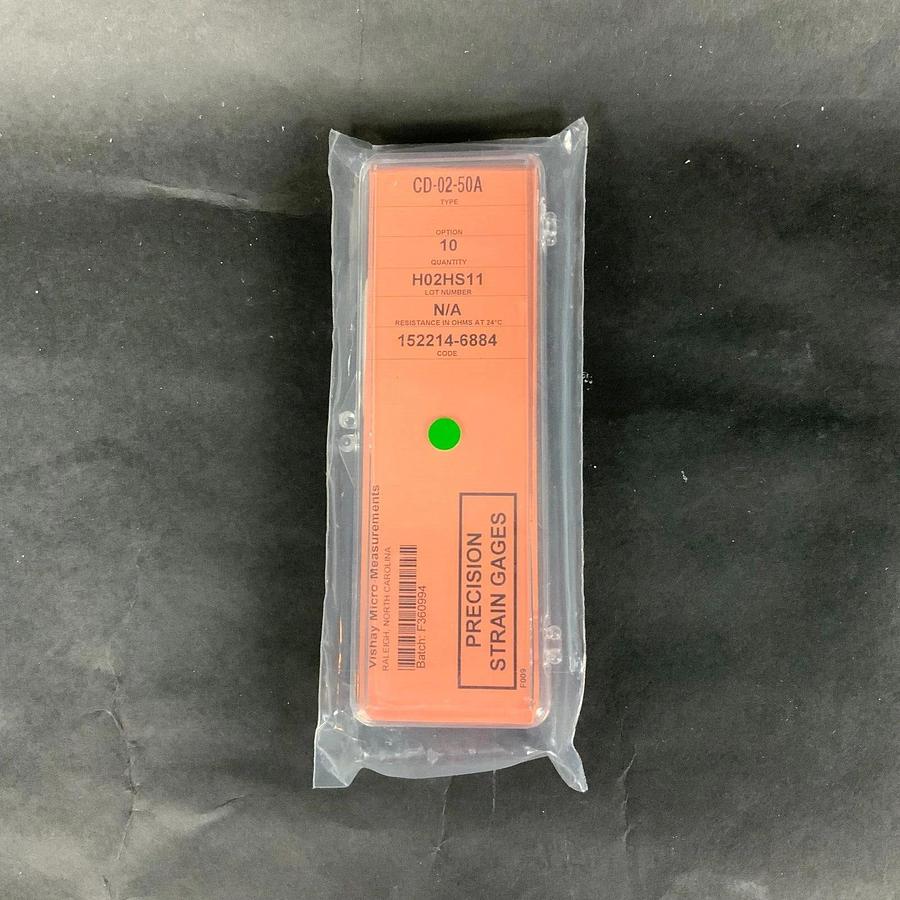 CD-02-50A
TYPE
OPTION
10
QUANTITY
H02HS11
LOT NUMBER
N/A
RESISTANCE IN OHMS AT 24°C
152214-6884
CODE
Vishay Micro-Measurements
RALEIGH, NORTH CAROLINA
Batch: F360994
PRECISION
STRAIN GAGES
F009